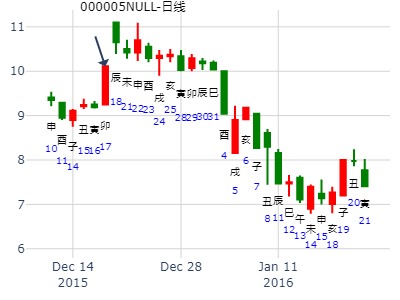 000005NULL-日线
11
10
9
8
7
6
申
10
酉
11
子
14
丑
15
寅
16
卯
17
辰
18
未
21
申
22
酉
23
戌
24
亥
25
寅
28
卯
29
辰
30
巳
31
酉
4
戌
5
亥
6
子
7
丑
8
辰
11
巳
12
午
13
未
14
申
15
亥
18
子
19
丑
20
寅
21
Dec 14
2015
Dec 28
Jan 11
2016